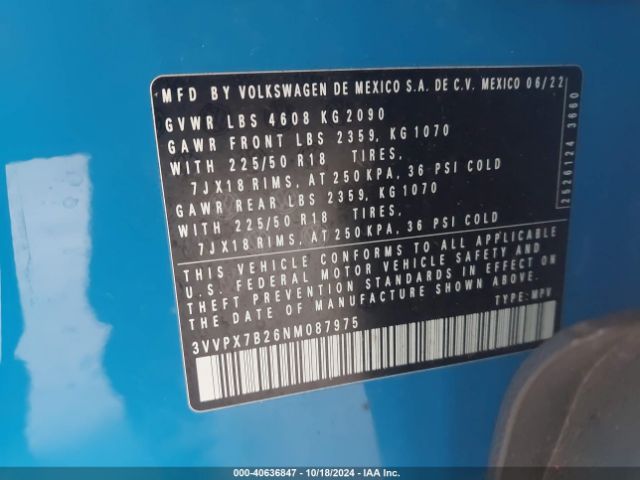 MFD BY VOLKSWAGEN DE MEXICO S.A. DE C.V. MEXICO 06/22
GVWR LBS 4608 KG 2090
GAWR FRONT LBS 2359, KG 1070
WITH 225/50 R18 TIRES,
7JX18 RIMS, AT 250 KPA, 36 PSI COLD
GAWR REAR LBS 2359, KG 1070
WITH 225/50 R18 TIRES,
7JX18 RIMS, AT 250 KPA, 36 PSI COLD
THIS VEHICLE CONFORMS TO ALL APPLICABLE
U.S. FEDERAL MOTOR VEHICLE SAFETY AND
THEFT PREVENTION STANDARDS IN EFFECT ON
THE DATE OF MANUFACTURE SHOWN ABOVE.
3VVPX7B26NM087975 TYPE: MPV
2526124 3660
000-40636847 | 10/18/2024 | IAA Inc.